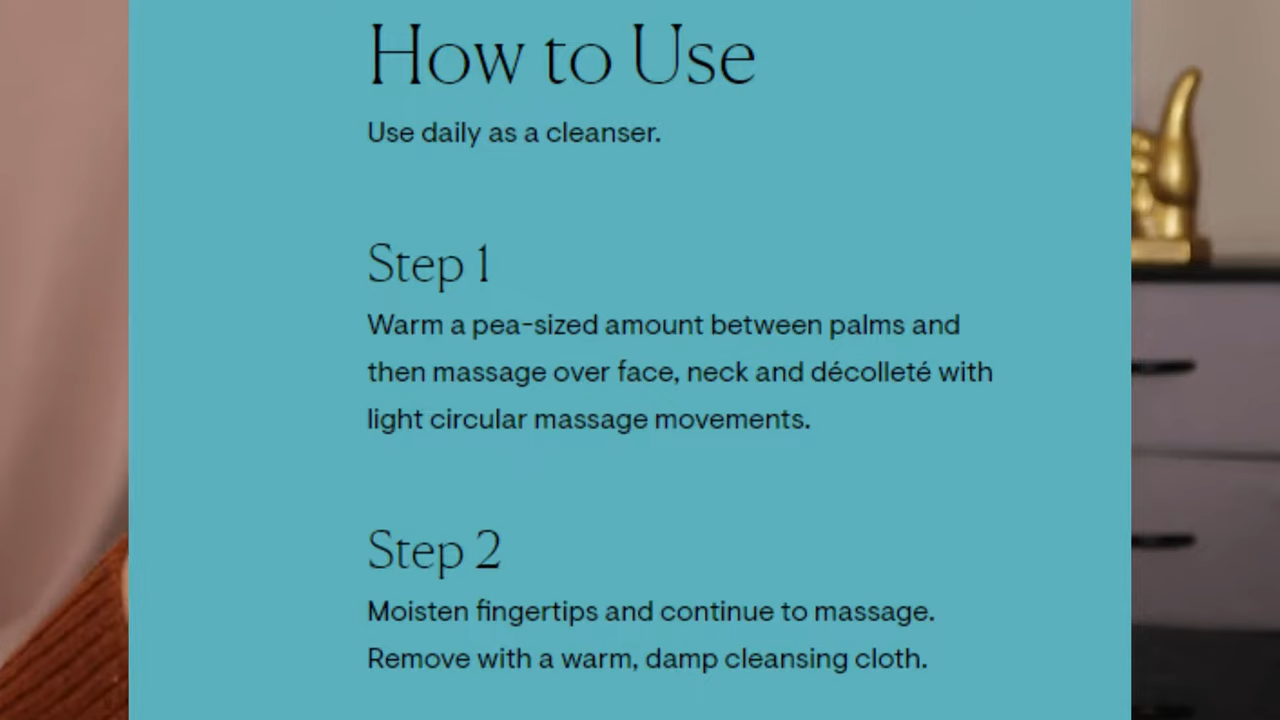 How to Use
Use daily as a cleanser.
Step 1
Warm a pea-sized amount between palms and
then massage over face, neck and décolleté with
light circular massage movements.
Step 2
Moisten fingertips and continue to massage.
Remove with a warm, damp cleansing cloth.